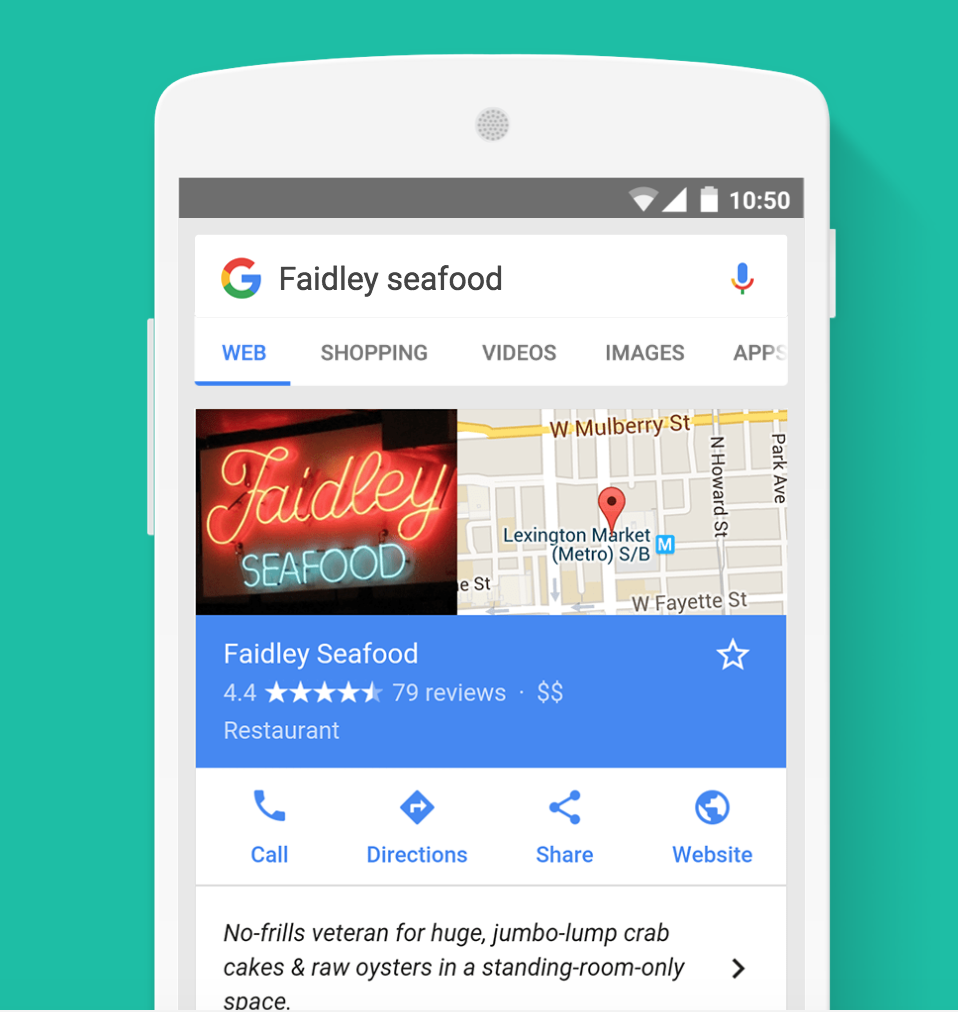 10:50
Faidley seafood
WEB SHOPPING VIDEOS IMAGES APPS
Faidley
SEAFOOD
W Mulberry St
N Howard St
Park Ave
Lexington Market
(Metro) S/B
M
e St
W Fayette St
Faidley Seafood
4.4 79 reviews · $$
Restaurant
Call Directions Share Website
No-frills veteran for huge, jumbo-lump crab
cakes & raw oysters in a standing-room-only
space.